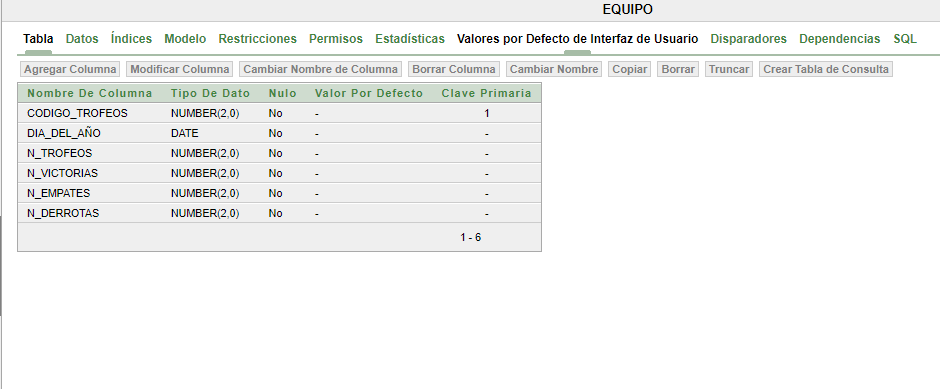 EQUIPO
Tabla Datos Índices Modelo Restricciones Permisos Estadísticas Valores por Defecto de Interfaz de Usuario Disparadores Dependencias SQL
Agregar Columna Modificar Columna Cambiar Nombre de Columna Borrar Columna Cambiar Nombre Copiar Borrar Truncar Crear Tabla de Consulta
Nombre De Columna Tipo De Dato Nulo Valor Por Defecto Clave Primaria
CODIGO_TROFEOS NUMBER(2,0) No - 1
DIA_DEL_AÑO DATE No - -
N_TROFEOS NUMBER(2,0) No - -
N_VICTORIAS NUMBER(2,0) No - -
N_EMPATES NUMBER(2,0) No - -
N_DERROTAS NUMBER(2,0) No - -
1 - 6